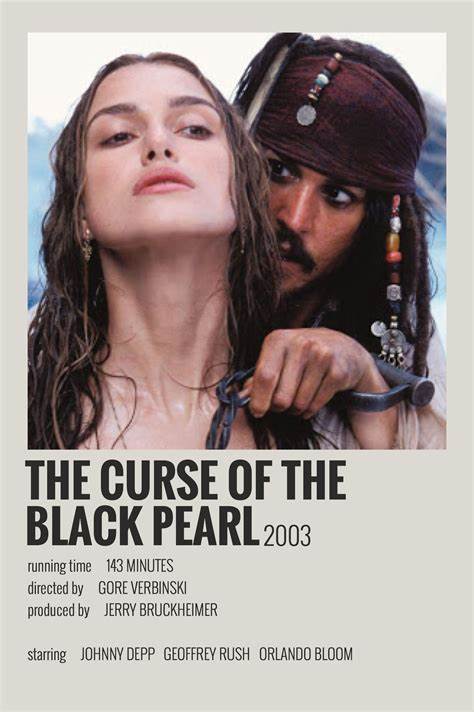 THE CURSE OF THE
BLACK PEARL 2003
running time 143 MINUTES
directed by GORE VERBINSKI
produced by JERRY BRUCKHEIMER
starring JOHNNY DEPP GEOFFREY RUSH ORLANDO BLOOM